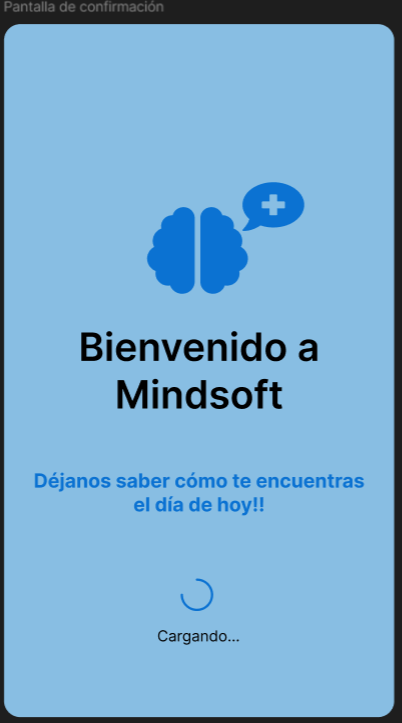 Pantalla de confirmación
Bienvenido a
Mindsoft
Déjanos saber cómo te encuentras
el día de hoy!!
Cargando...